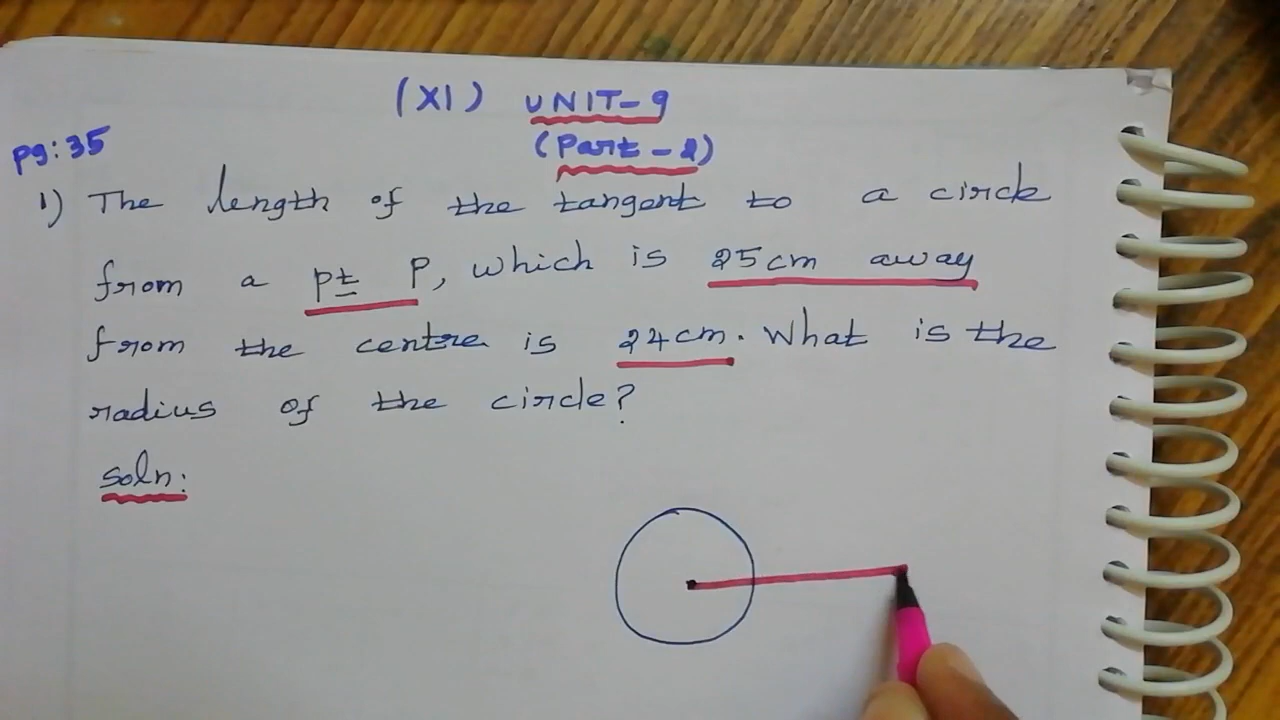 (XI) UNIT-9
(Part-2)
pg:35
1) The length of the tangent to a circle
from a pt P, which is 25cm away
from the centre is 24cm. What is the
radius of the circle?
Soln: